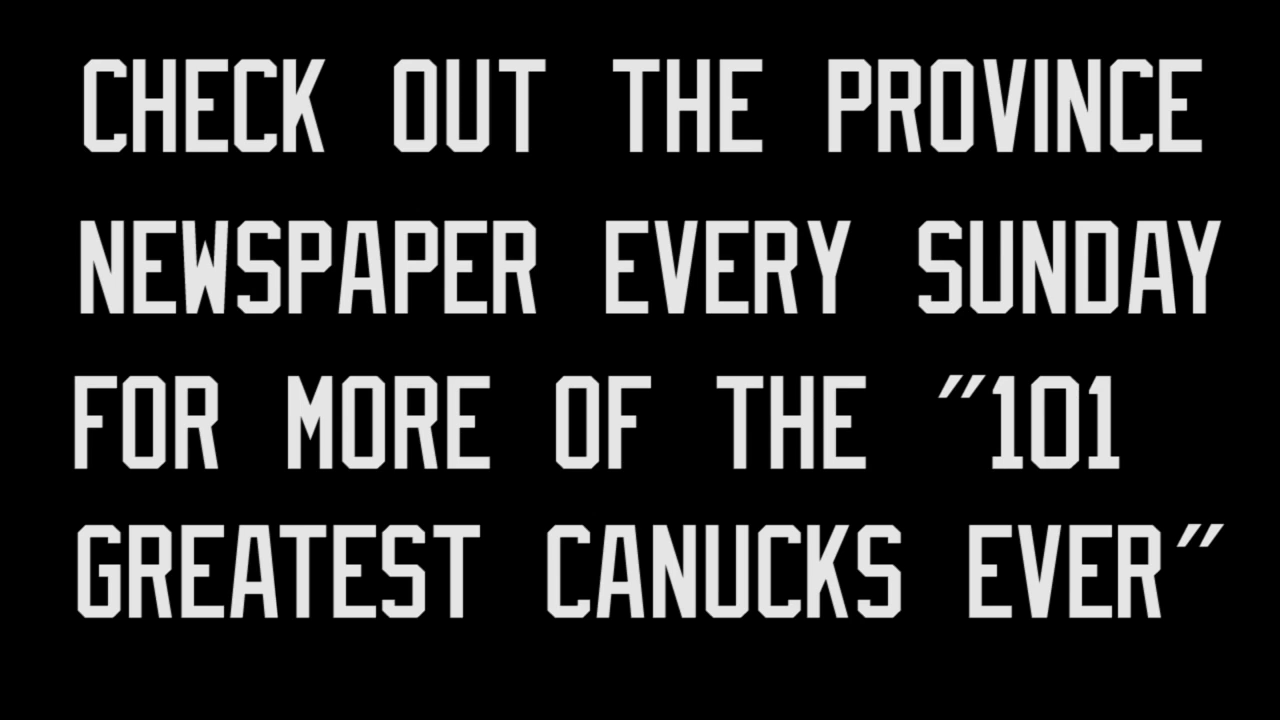 CHECK OUT THE PROVINCE
NEWSPAPER EVERY SUNDAY
FOR MORE OF THE "101
GREATEST CANUCKS EVER"